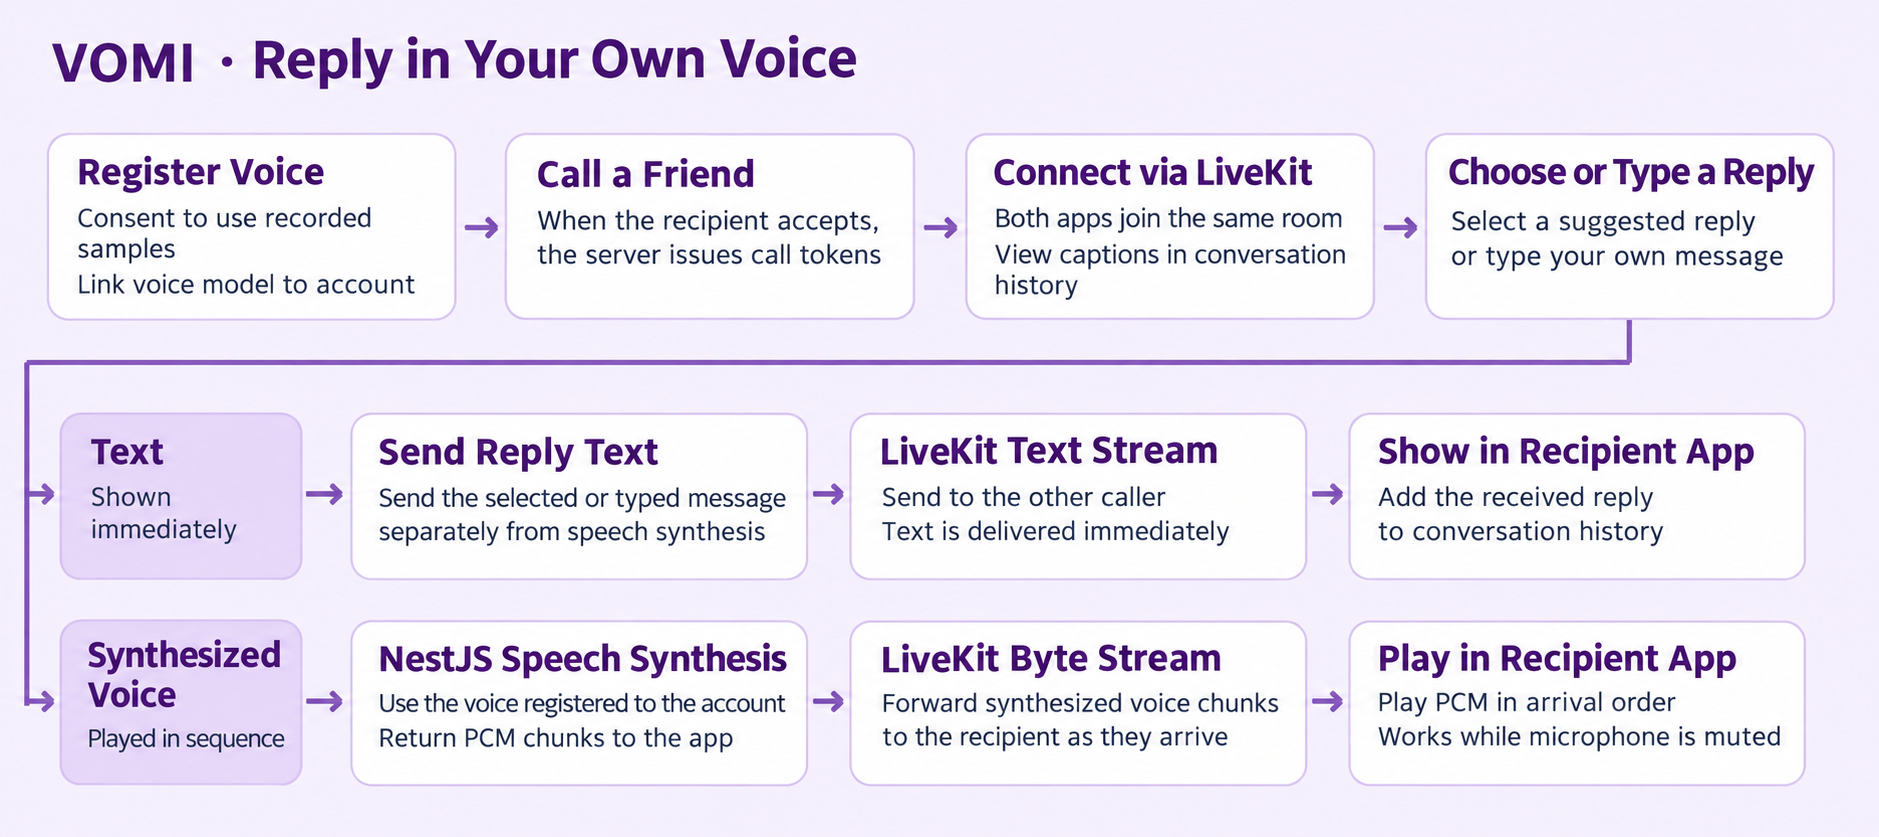 VOMI · Reply in Your Own Voice
Register Voice
Consent to use recorded
samples
Link voice model to account
Call a Friend
When the recipient accepts,
the server issues call tokens
Connect via LiveKit
Both apps join the same room
View captions in conversation
history
Choose or Type a Reply
Select a suggested reply
or type your own message
Text
Shown
immediately
Send Reply Text
Send the selected or typed message
separately from speech synthesis
LiveKit Text Stream
Send to the other caller
Text is delivered immediately
Show in Recipient App
Add the received reply
to conversation history
Synthesized
Voice
Played in sequence
NestJS Speech Synthesis
Use the voice registered to the account
Return PCM chunks to the app
LiveKit Byte Stream
Forward synthesized voice chunks
to the recipient as they arrive
Play in Recipient App
Play PCM in arrival order
Works while microphone is muted